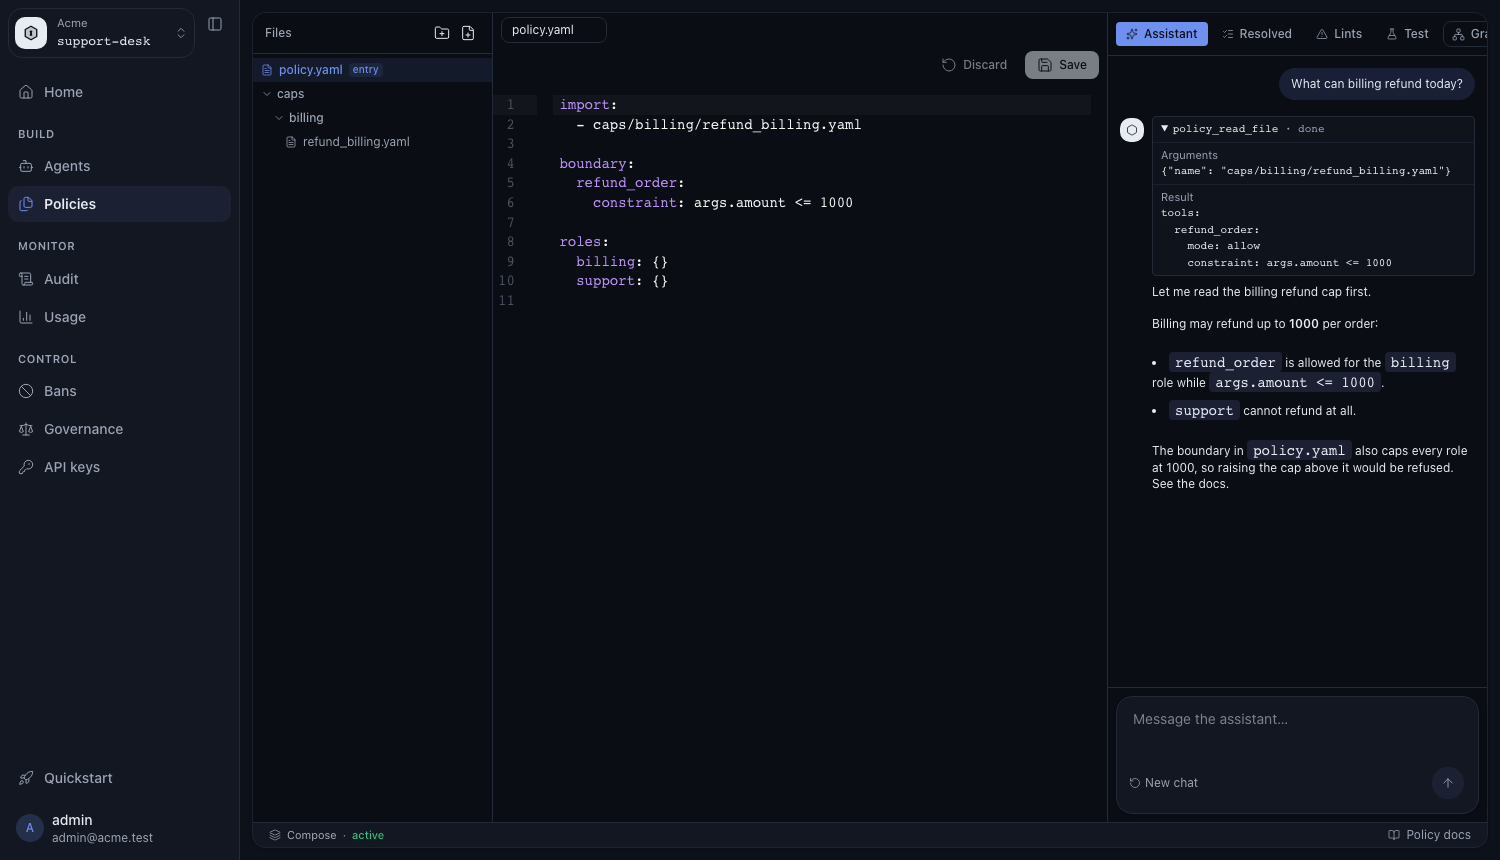 Acme
support-desk
Home
BUILD
Agents
Policies
MONITOR
Audit
Usage
CONTROL
Bans
Governance
API keys
Quickstart
A
admin
admin@acme.test
Files
policy.yaml entry
caps
billing
refund_billing.yaml
policy.yaml
Discard
Save
1 import:
2 - caps/billing/refund_billing.yaml
3
4 boundary:
5 refund_order:
6 constraint: args.amount <= 1000
7
8 roles:
9 billing: {}
10 support: {}
11
Assistant Resolved Lints Test Gra
What can billing refund today?
policy_read_file · done
Arguments
{"name": "caps/billing/refund_billing.yaml"}
Result
tools:
refund_order:
mode: allow
constraint: args.amount <= 1000
Let me read the billing refund cap first.
Billing may refund up to 1000 per order:
• refund_order is allowed for the billing
role while args.amount <= 1000.
• support cannot refund at all.
The boundary in policy.yaml also caps every role
at 1000, so raising the cap above it would be refused.
See the docs.
Message the assistant...
New chat
Compose · active
Policy docs